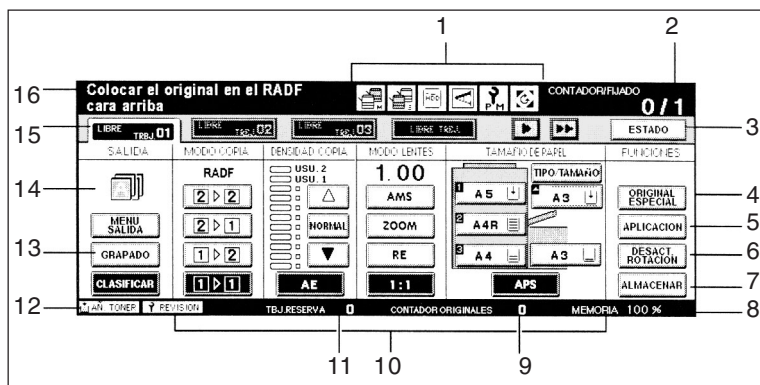 1
2
16
Colocar el original en el RADF
cara arriba
CONTADOR/FIJADO
0 / 1
PM
15
LIBRE TRBJ.01
LIBRE TRBJ.02
LIBRE TRBJ.03
LIBRE TRBJ.
ESTADO
3
SALIDA
MODO COPIA
DENSIDAD COPIA
MODO LENTES
TAMAÑO DE PAPEL
FUNCIONES
14
RADF
USU. 2
USU. 1
1.00
TIPO/TAMAÑO
2 ▷ 2
△
AMS
1 A5
A3
ORIGINAL ESPECIAL
4
MENU SALIDA
2 ▷ 1
NORMAL
ZOOM
2 A4R
APLICACION
5
13
GRAPADO
1 ▷ 2
▼
RE
3 A4
A3
DESACT. ROTACION
6
CLASIFICAR
1 ▷ 1
AE
1:1
APS
ALMACENAR
7
12
AÑ. TONER
REVISION
TBJ.RESERVA 0
CONTADOR ORIGINALES 0
MEMORIA 100 %
8
11
10
9